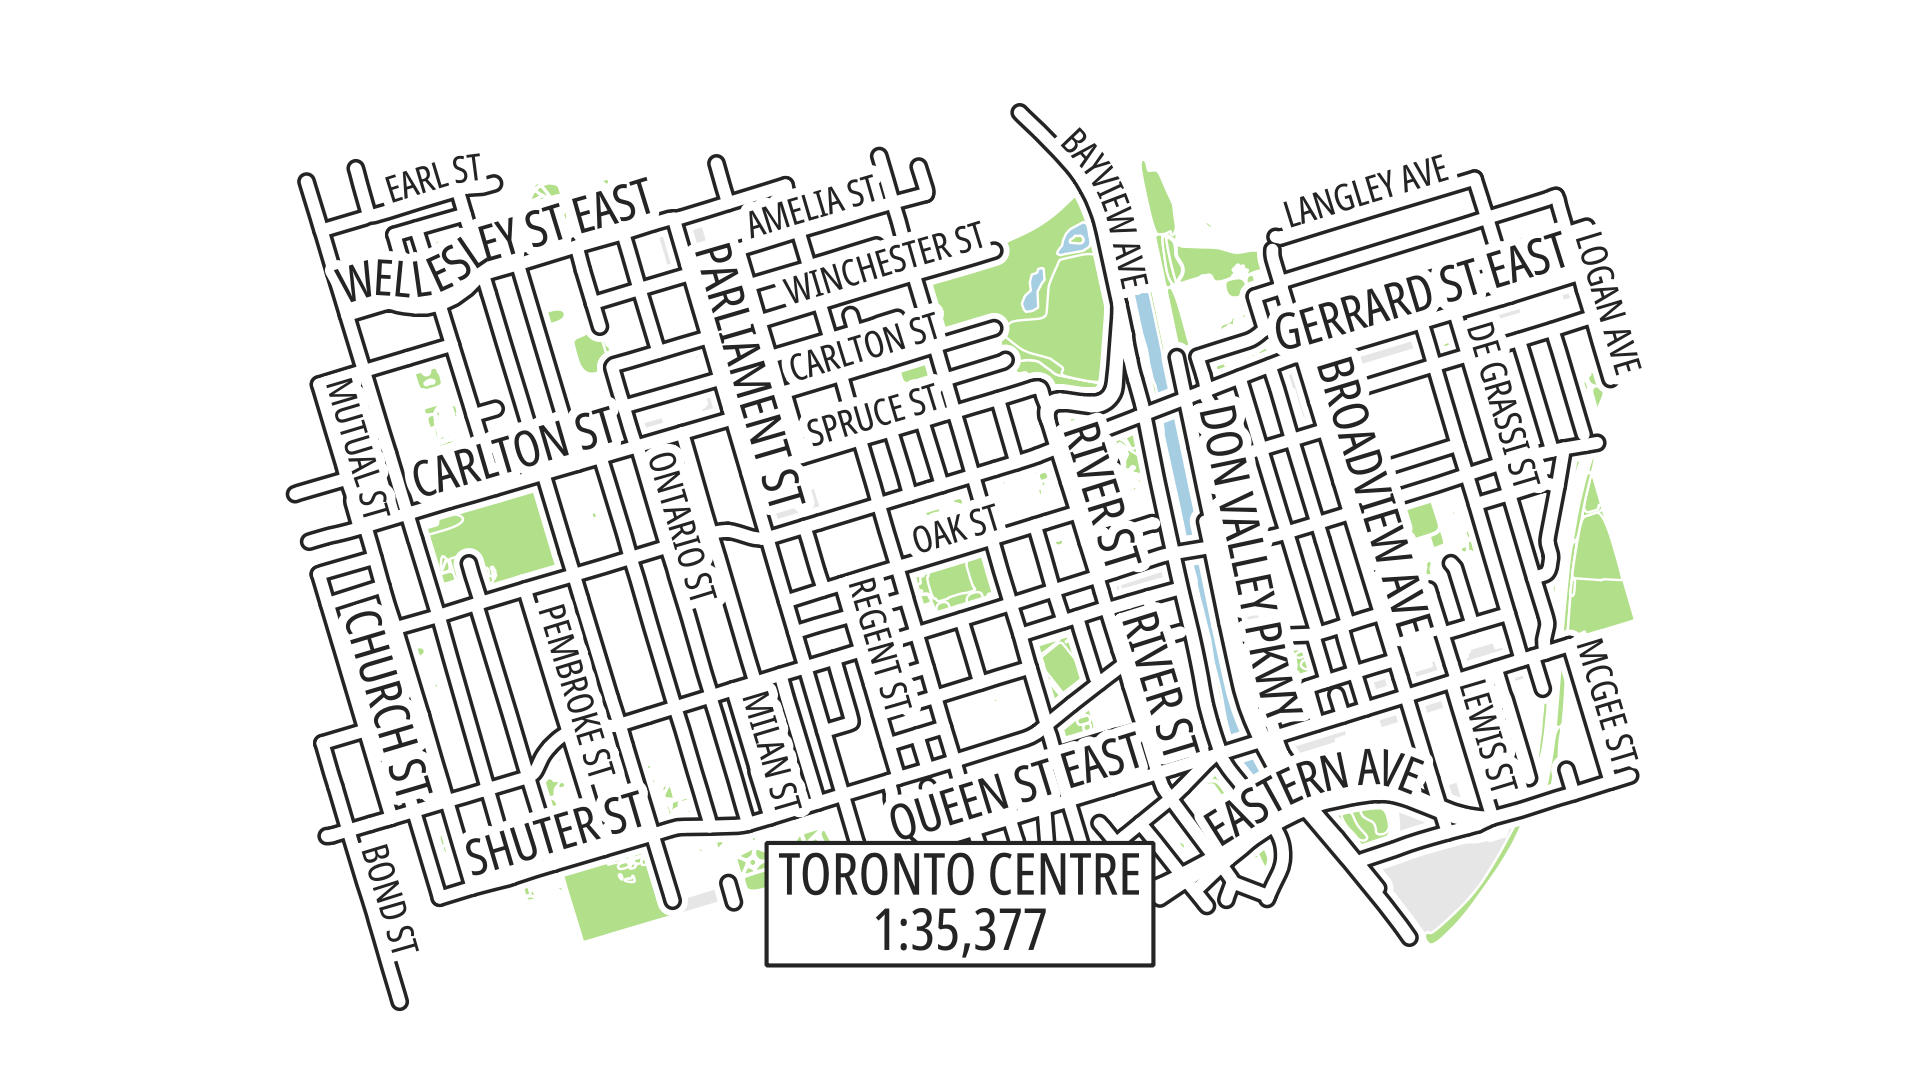 BAYVIEW AVE
EARL ST
LANGLEY AVE
WELLESLEY ST EAST
AMELIA ST
WINCHESTER ST
PARLIAMENT ST
GERRARD ST EAST
LOGAN AVE
CARLTON ST
DE GRASSI ST
MUTUAL ST
CARLTON ST
SPRUCE ST
BROADVIEW AVE
DON VALLEY PKWY
RIVER ST
ONTARIO ST
OAK ST
CHURCH ST
PEMBROKE ST
REGENT ST
RIVER ST
MCGEE ST
MILAN ST
LEWIS ST
QUEEN ST EAST
EASTERN AVE
SHUTER ST
BOND ST
TORONTO CENTRE
1:35,377